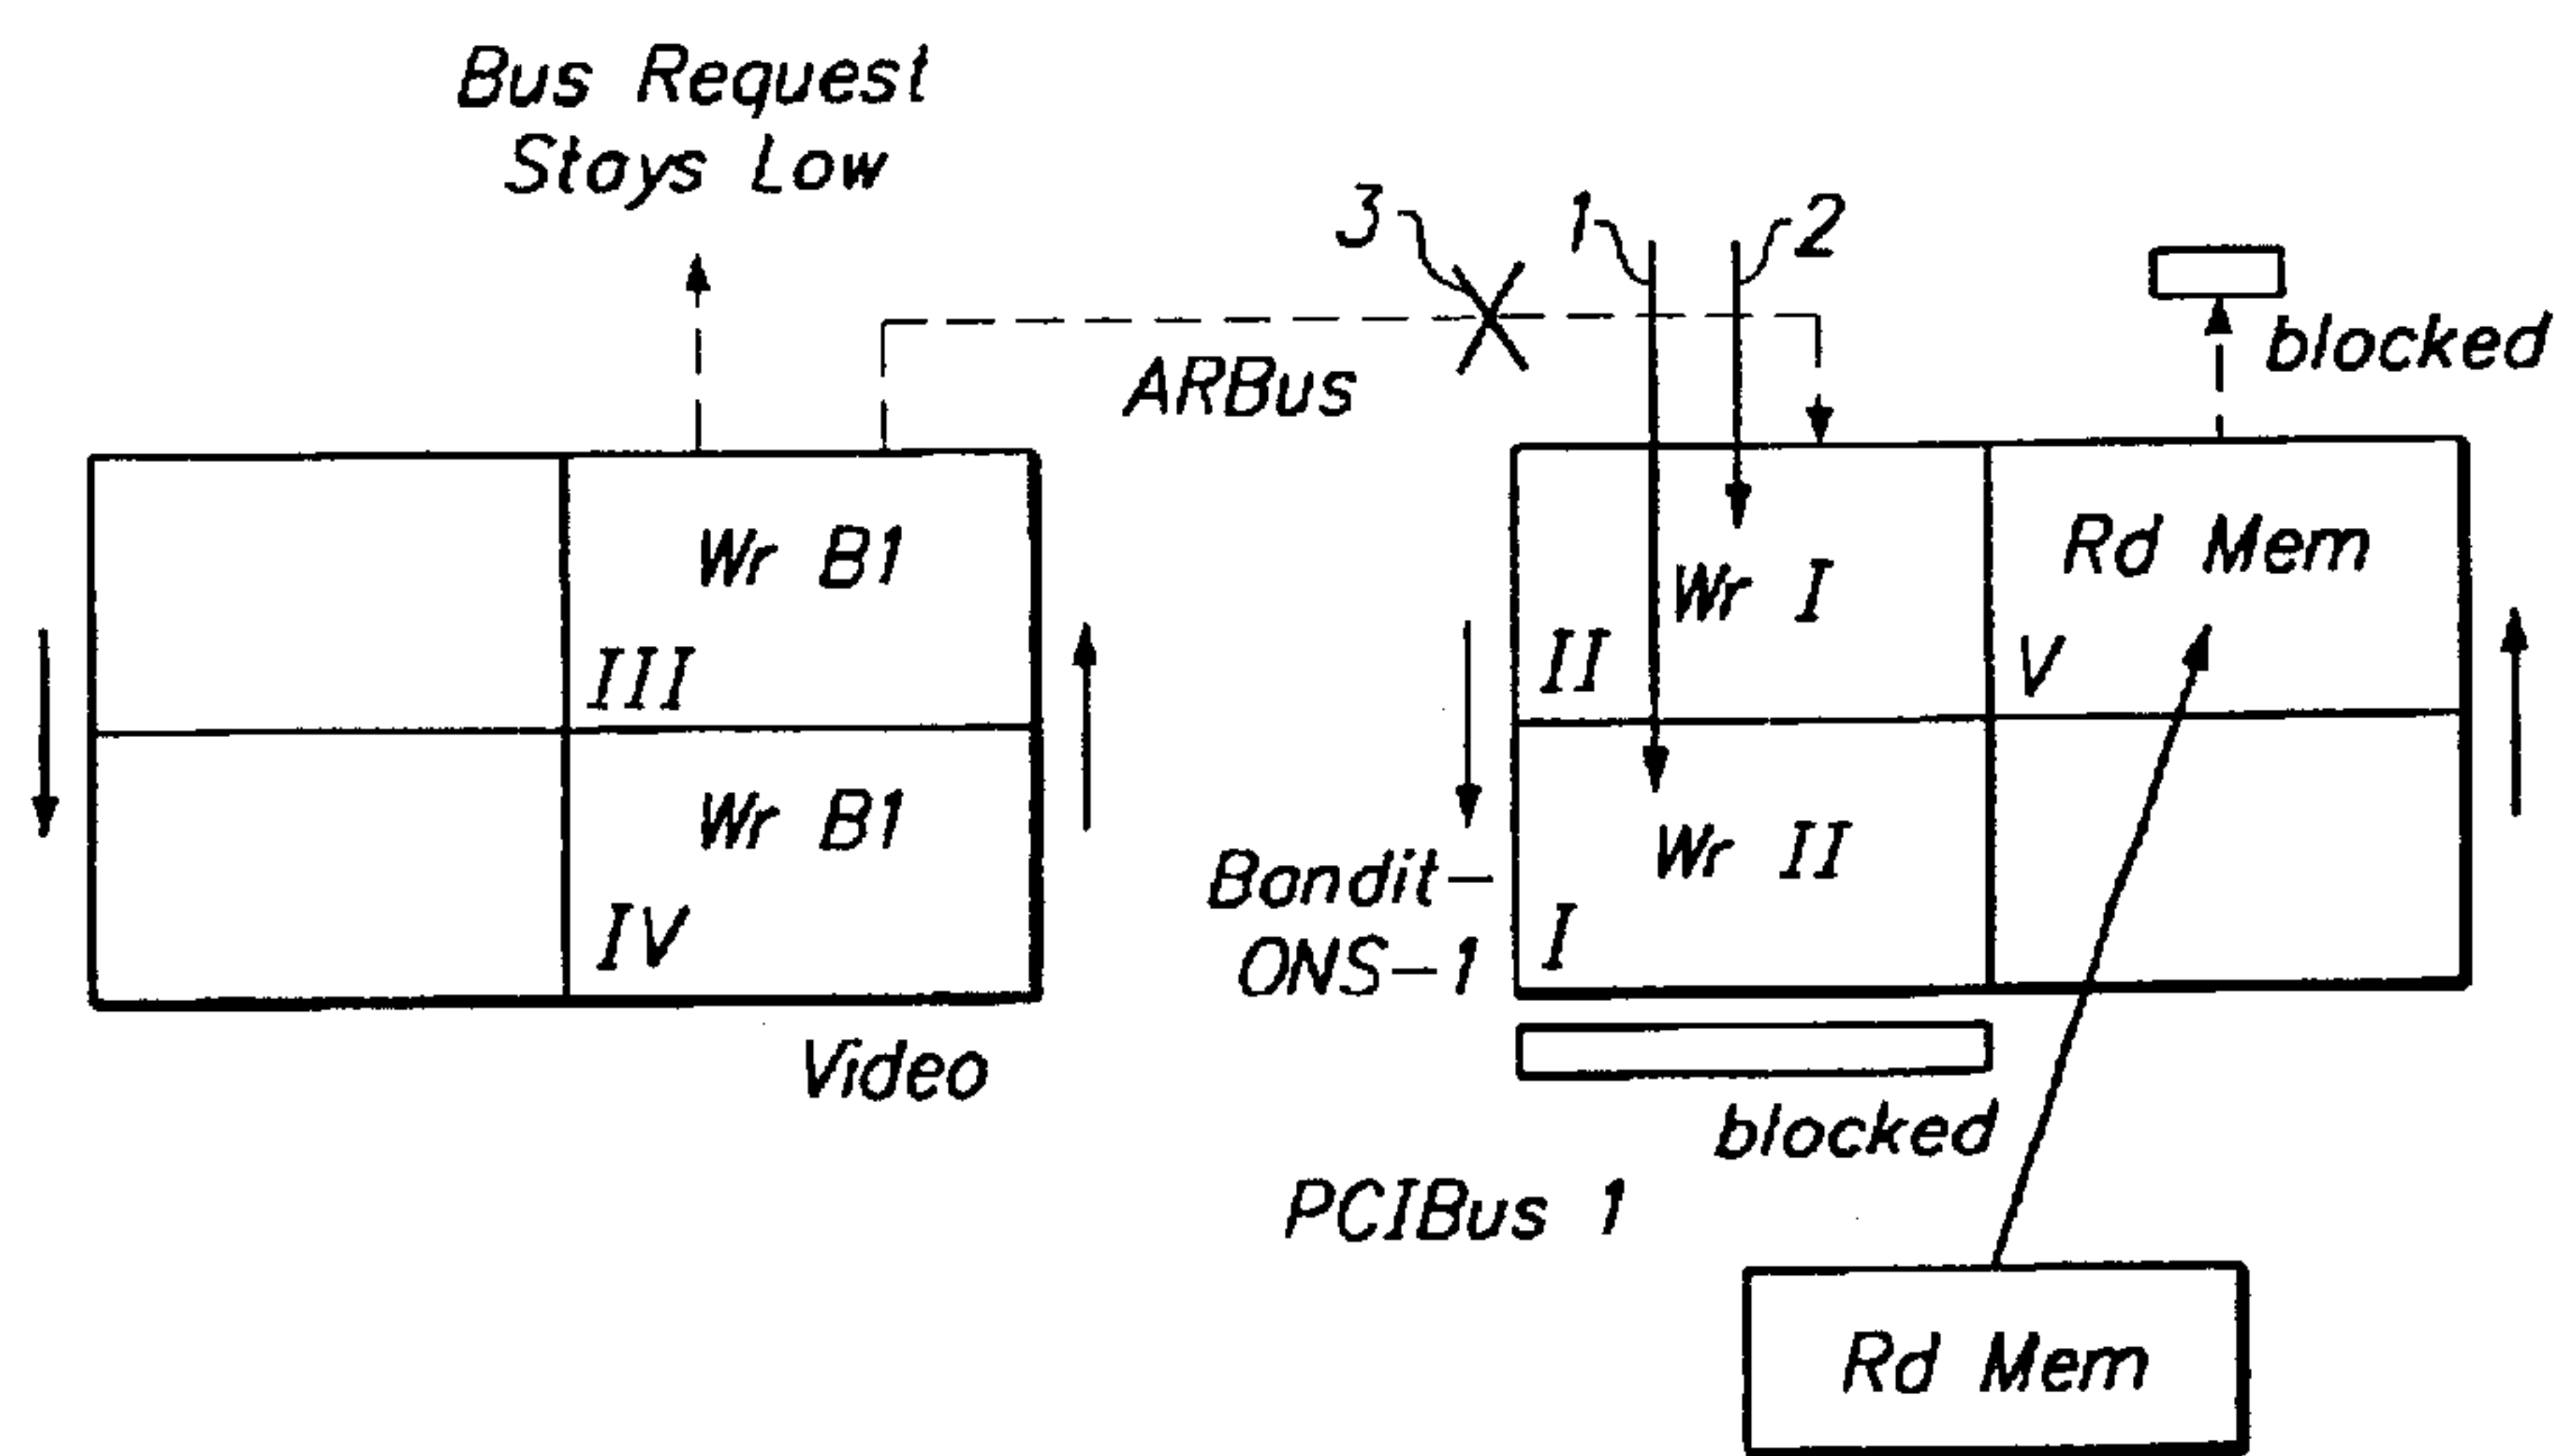 Bus Request
Stays Low
3
1
2
ARBus
blocked
Wr B1
III
Wr B1
IV
Video
Wr I
II
Rd Mem
V
Wr II
I
Bandit-
ONS-1
blocked
PCIBus 1
Rd Mem